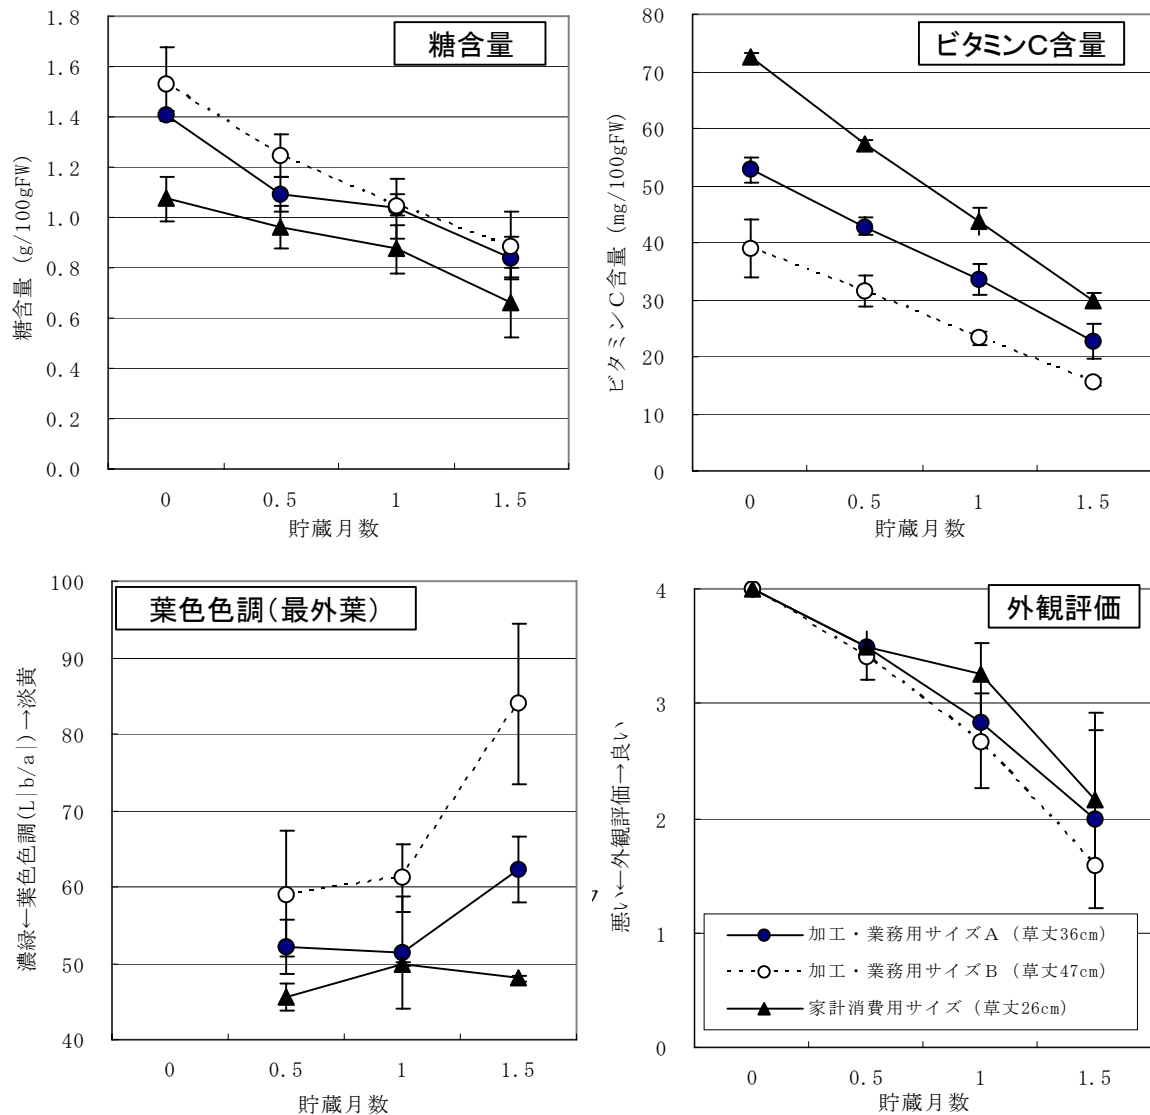 糖含量
1.8
1.6
1.4
1.2
1.0
0.8
0.6
0.4
0.2
0.0
糖含量 (g/100gFW)
0 0.5 1 1.5
貯蔵月数
ビタミンC含量
80
70
60
50
40
30
20
10
0
ビタミンC含量 (mg/100gFW)
0 0.5 1 1.5
貯蔵月数
葉色色調(最外葉)
100
90
80
70
60
50
40
濃緑←葉色色調(L|b/a|)→淡黄
0 0.5 1 1.5
貯蔵月数
外観評価
4
3
2
1
0
悪い←外観評価→良い
加工・業務用サイズA (草丈36cm)
加工・業務用サイズB (草丈47cm)
家計消費用サイズ (草丈26cm)
0 0.5 1 1.5
貯蔵月数